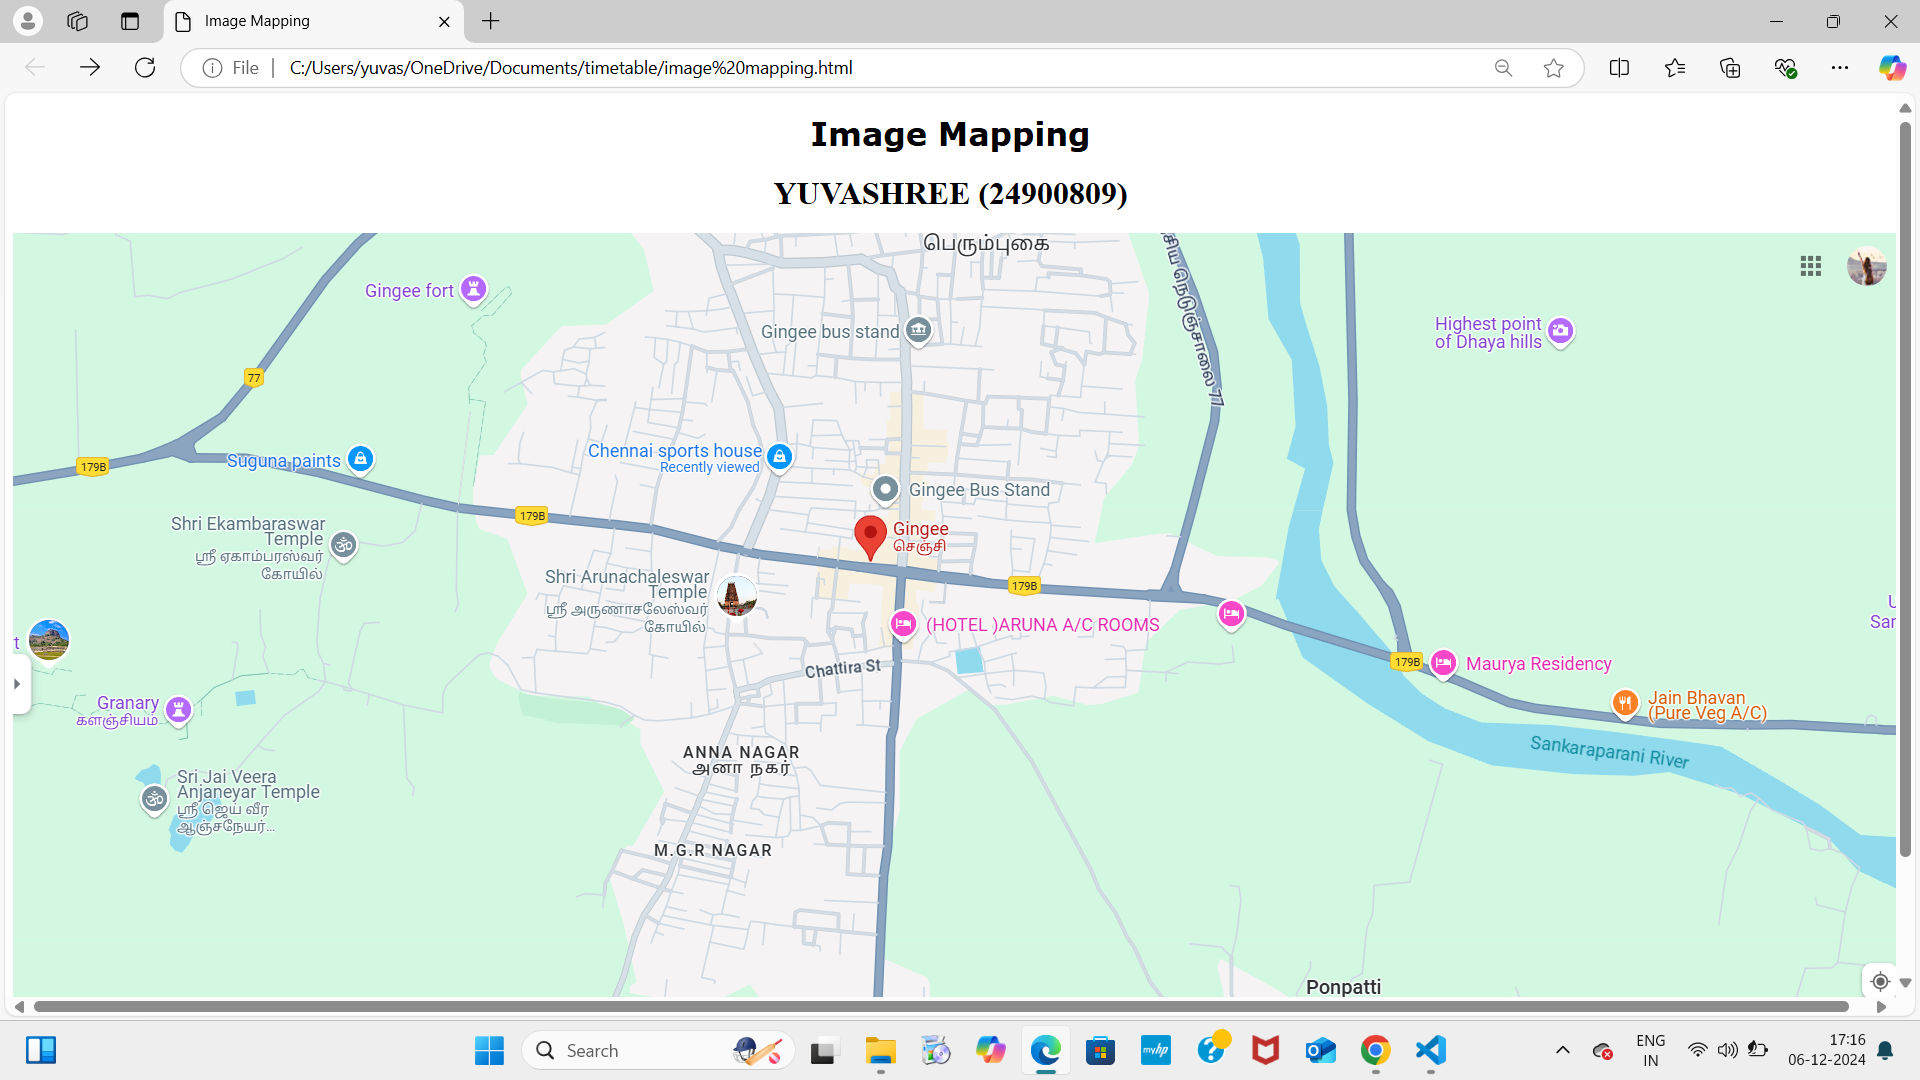 Image Mapping
File
C:/Users/yuvas/OneDrive/Documents/timetable/image%20mapping.html
Image Mapping
YUVASHREE (24900809)
பெரும்புகை
Gingee fort
Gingee bus stand
Highest point
of Dhaya hills
77
சிய நெடுஞ்சாலை 77
179B
Suguna paints
Chennai sports house
Recently viewed
Gingee Bus Stand
179B
Gingee
செஞ்சி
Shri Ekambaraswar
Temple
ஸ்ரீ ஏகாம்பரஸ்வர்
கோயில்
Shri Arunachaleswar
Temple
ஸ்ரீ அருணாசலேஸ்வர்
கோயில்
179B
(HOTEL )ARUNA A/C ROOMS
U
Sar
t
Chattira St
179B
Maurya Residency
Granary
களஞ்சியம்
Jain Bhavan
(Pure Veg A/C)
Sankaraparani River
ANNA NAGAR
அனா நகர்
Sri Jai Veera
Anjaneyar Temple
ஸ்ரீ ஜெய் வீர
ஆஞ்சநேயர்...
M.G.R NAGAR
Ponpatti
Search
myhp
ENG
IN
17:16
06-12-2024